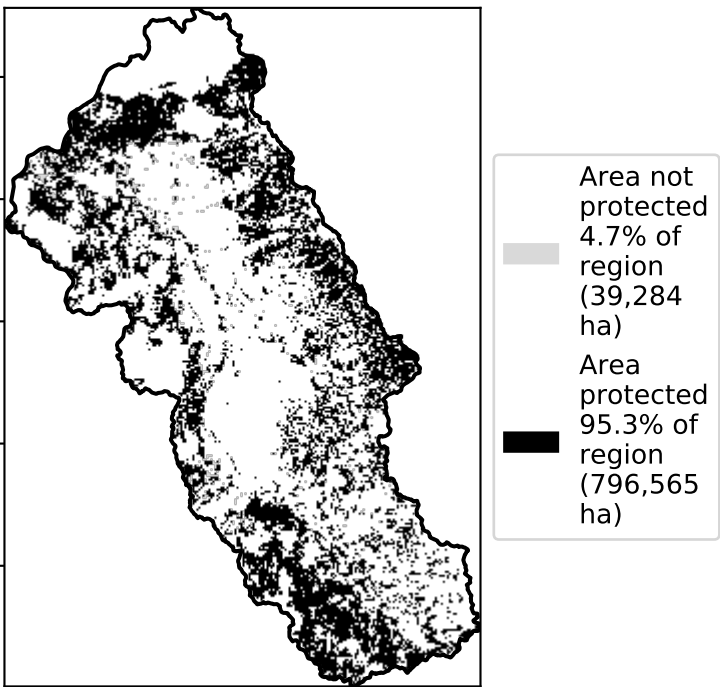 Area not
protected
4.7% of
region
(39,284
ha)
Area
protected
95.3% of
region
(796,565
ha)